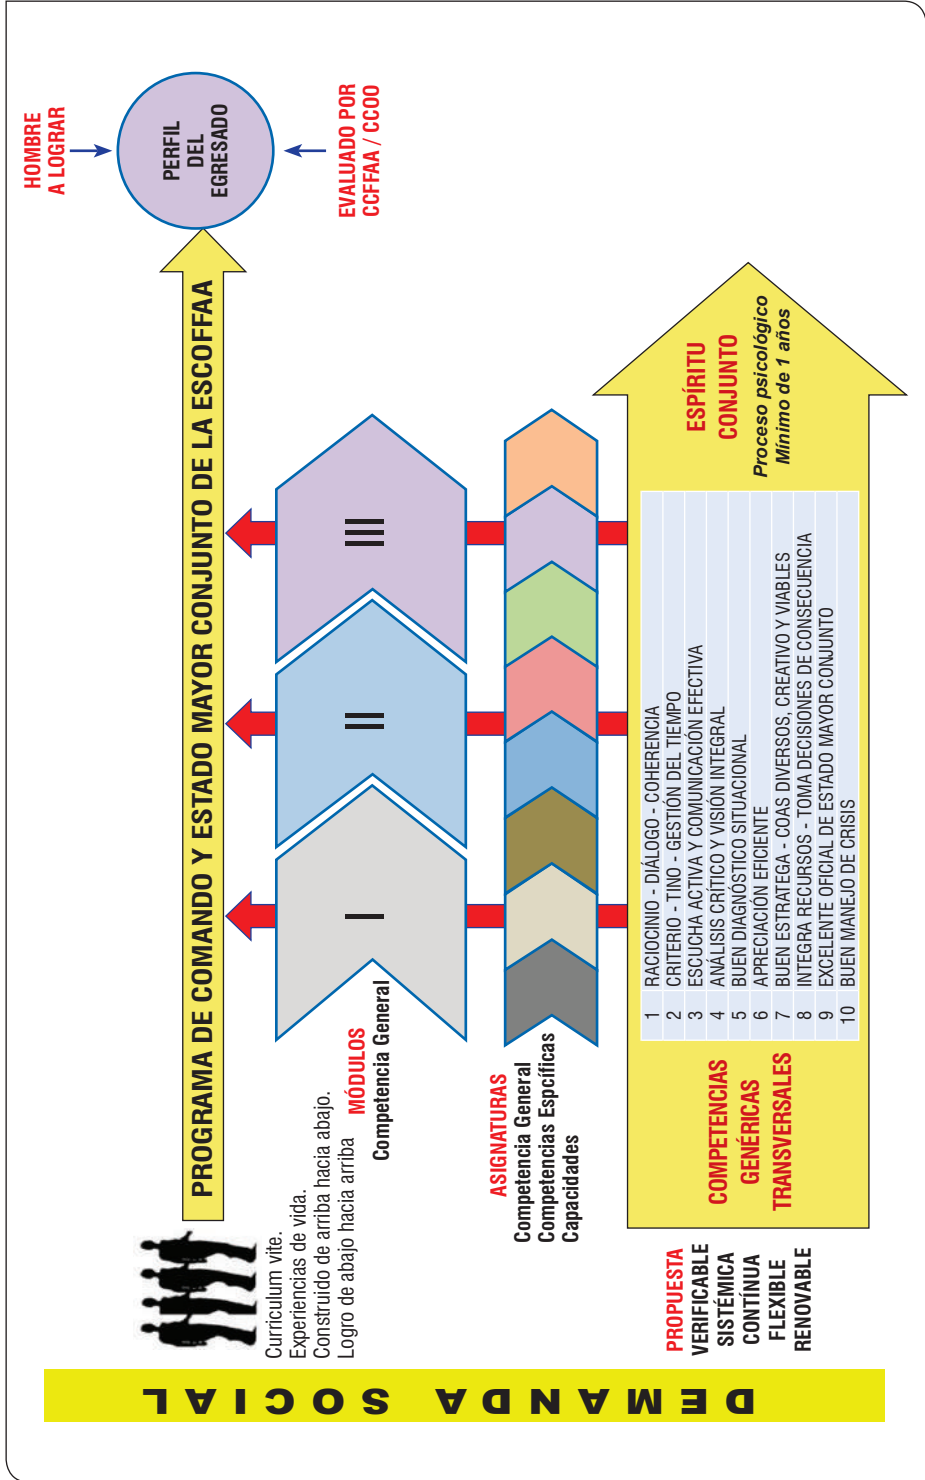 HOMBRE
A LOGRAR
PERFIL
DEL
EGRESADO
EVALUADO POR
CCFFAA / CCOO
PROGRAMA DE COMANDO Y ESTADO MAYOR CONJUNTO DE LA ESCOFFAA
Curriculum vite.
Experiencias de vida.
Construido de arriba hacia abajo.
Logro de abajo hacia arriba
MÓDULOS
Competencia General
I
II
III
ASIGNATURAS
Competencia General
Competencias Espcíficas
Capacidades
PROPUESTA
VERIFICABLE
SISTÉMICA
CONTÍNUA
FLEXIBLE
RENOVABLE
COMPETENCIAS
GENÉRICAS
TRANSVERSALES
1 RACIOCINIO - DIÁLOGO - COHERENCIA
2 CRITERIO - TINO - GESTIÓN DEL TIEMPO
3 ESCUCHA ACTIVA Y COMUNICACIÓN EFECTIVA
4 ANÁLISIS CRÍTICO Y VISIÓN INTEGRAL
5 BUEN DIAGNÓSTICO SITUACIONAL
6 APRECIACIÓN EFICIENTE
7 BUEN ESTRATEGA - COAS DIVERSOS, CREATIVO Y VIABLES
8 INTEGRA RECURSOS - TOMA DECISIONES DE CONSECUENCIA
9 EXCELENTE OFICIAL DE ESTADO MAYOR CONJUNTO
10 BUEN MANEJO DE CRISIS
ESPÍRITU
CONJUNTO
Proceso psicológico
Mínimo de 1 años
DEMANDA SOCIAL